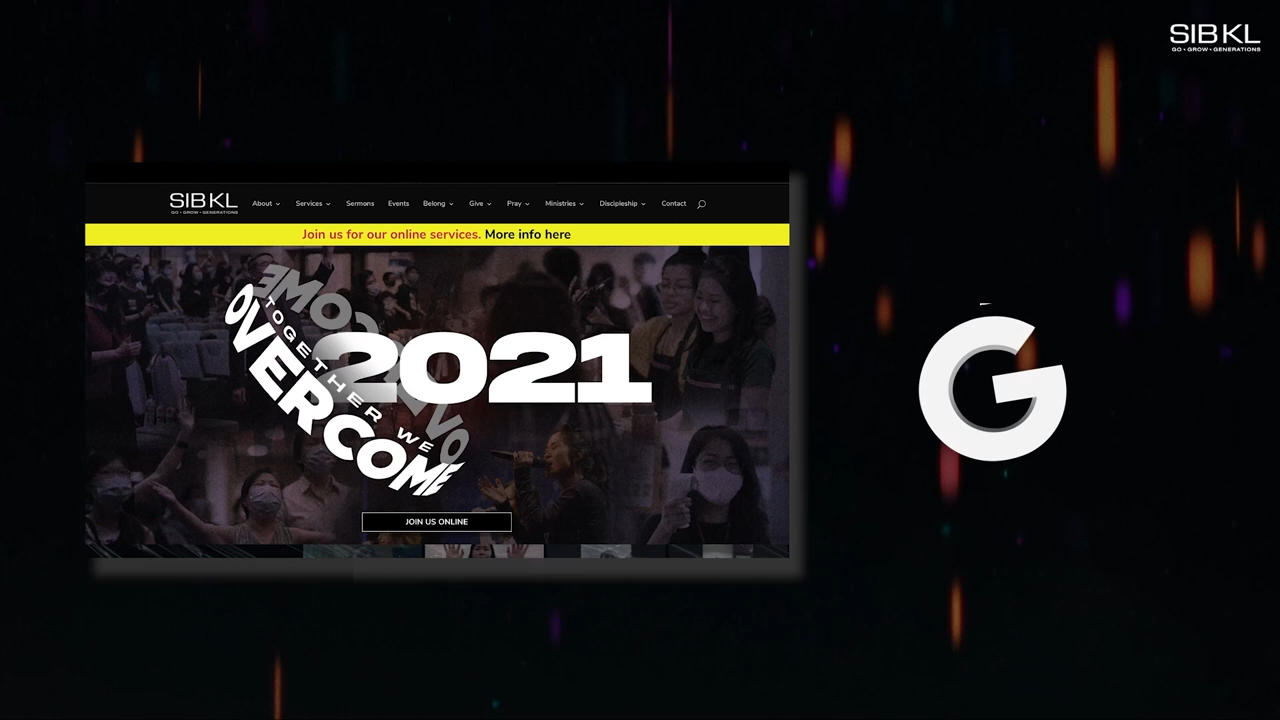 SIBKL
GO • GROW • GENERATIONS
SIBKL
GO • GROW • GENERATIONS
About Services Sermons Events Belong Give Pray Ministries Discipleship Contact
Join us for our online services. More info here
OVERCOME
TOGETHER WE
OVERCOME
2021
JOIN US ONLINE
G